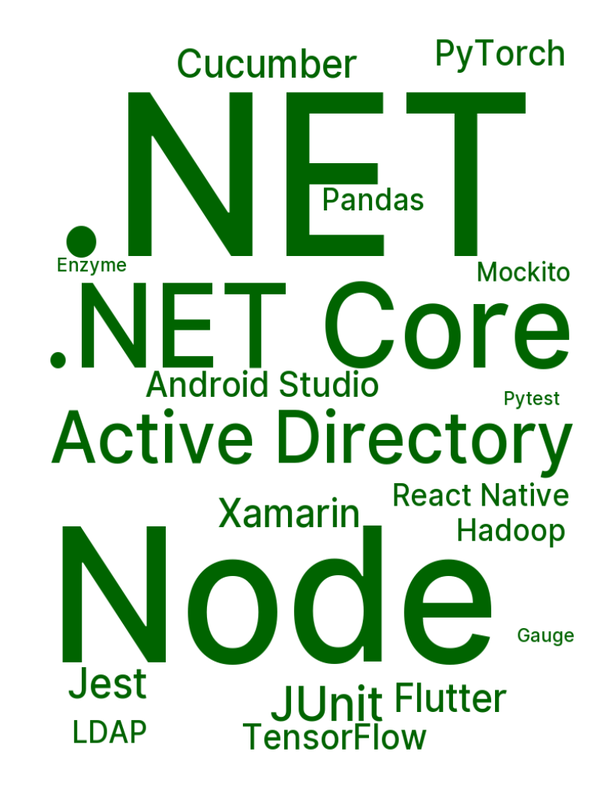 Cucumber
PyTorch
.NET
Pandas
Enzyme
Mockito
.NET Core
Android Studio
Pytest
Active Directory
React Native
Xamarin
Hadoop
Node
Gauge
Jest
JUnit
Flutter
LDAP
TensorFlow